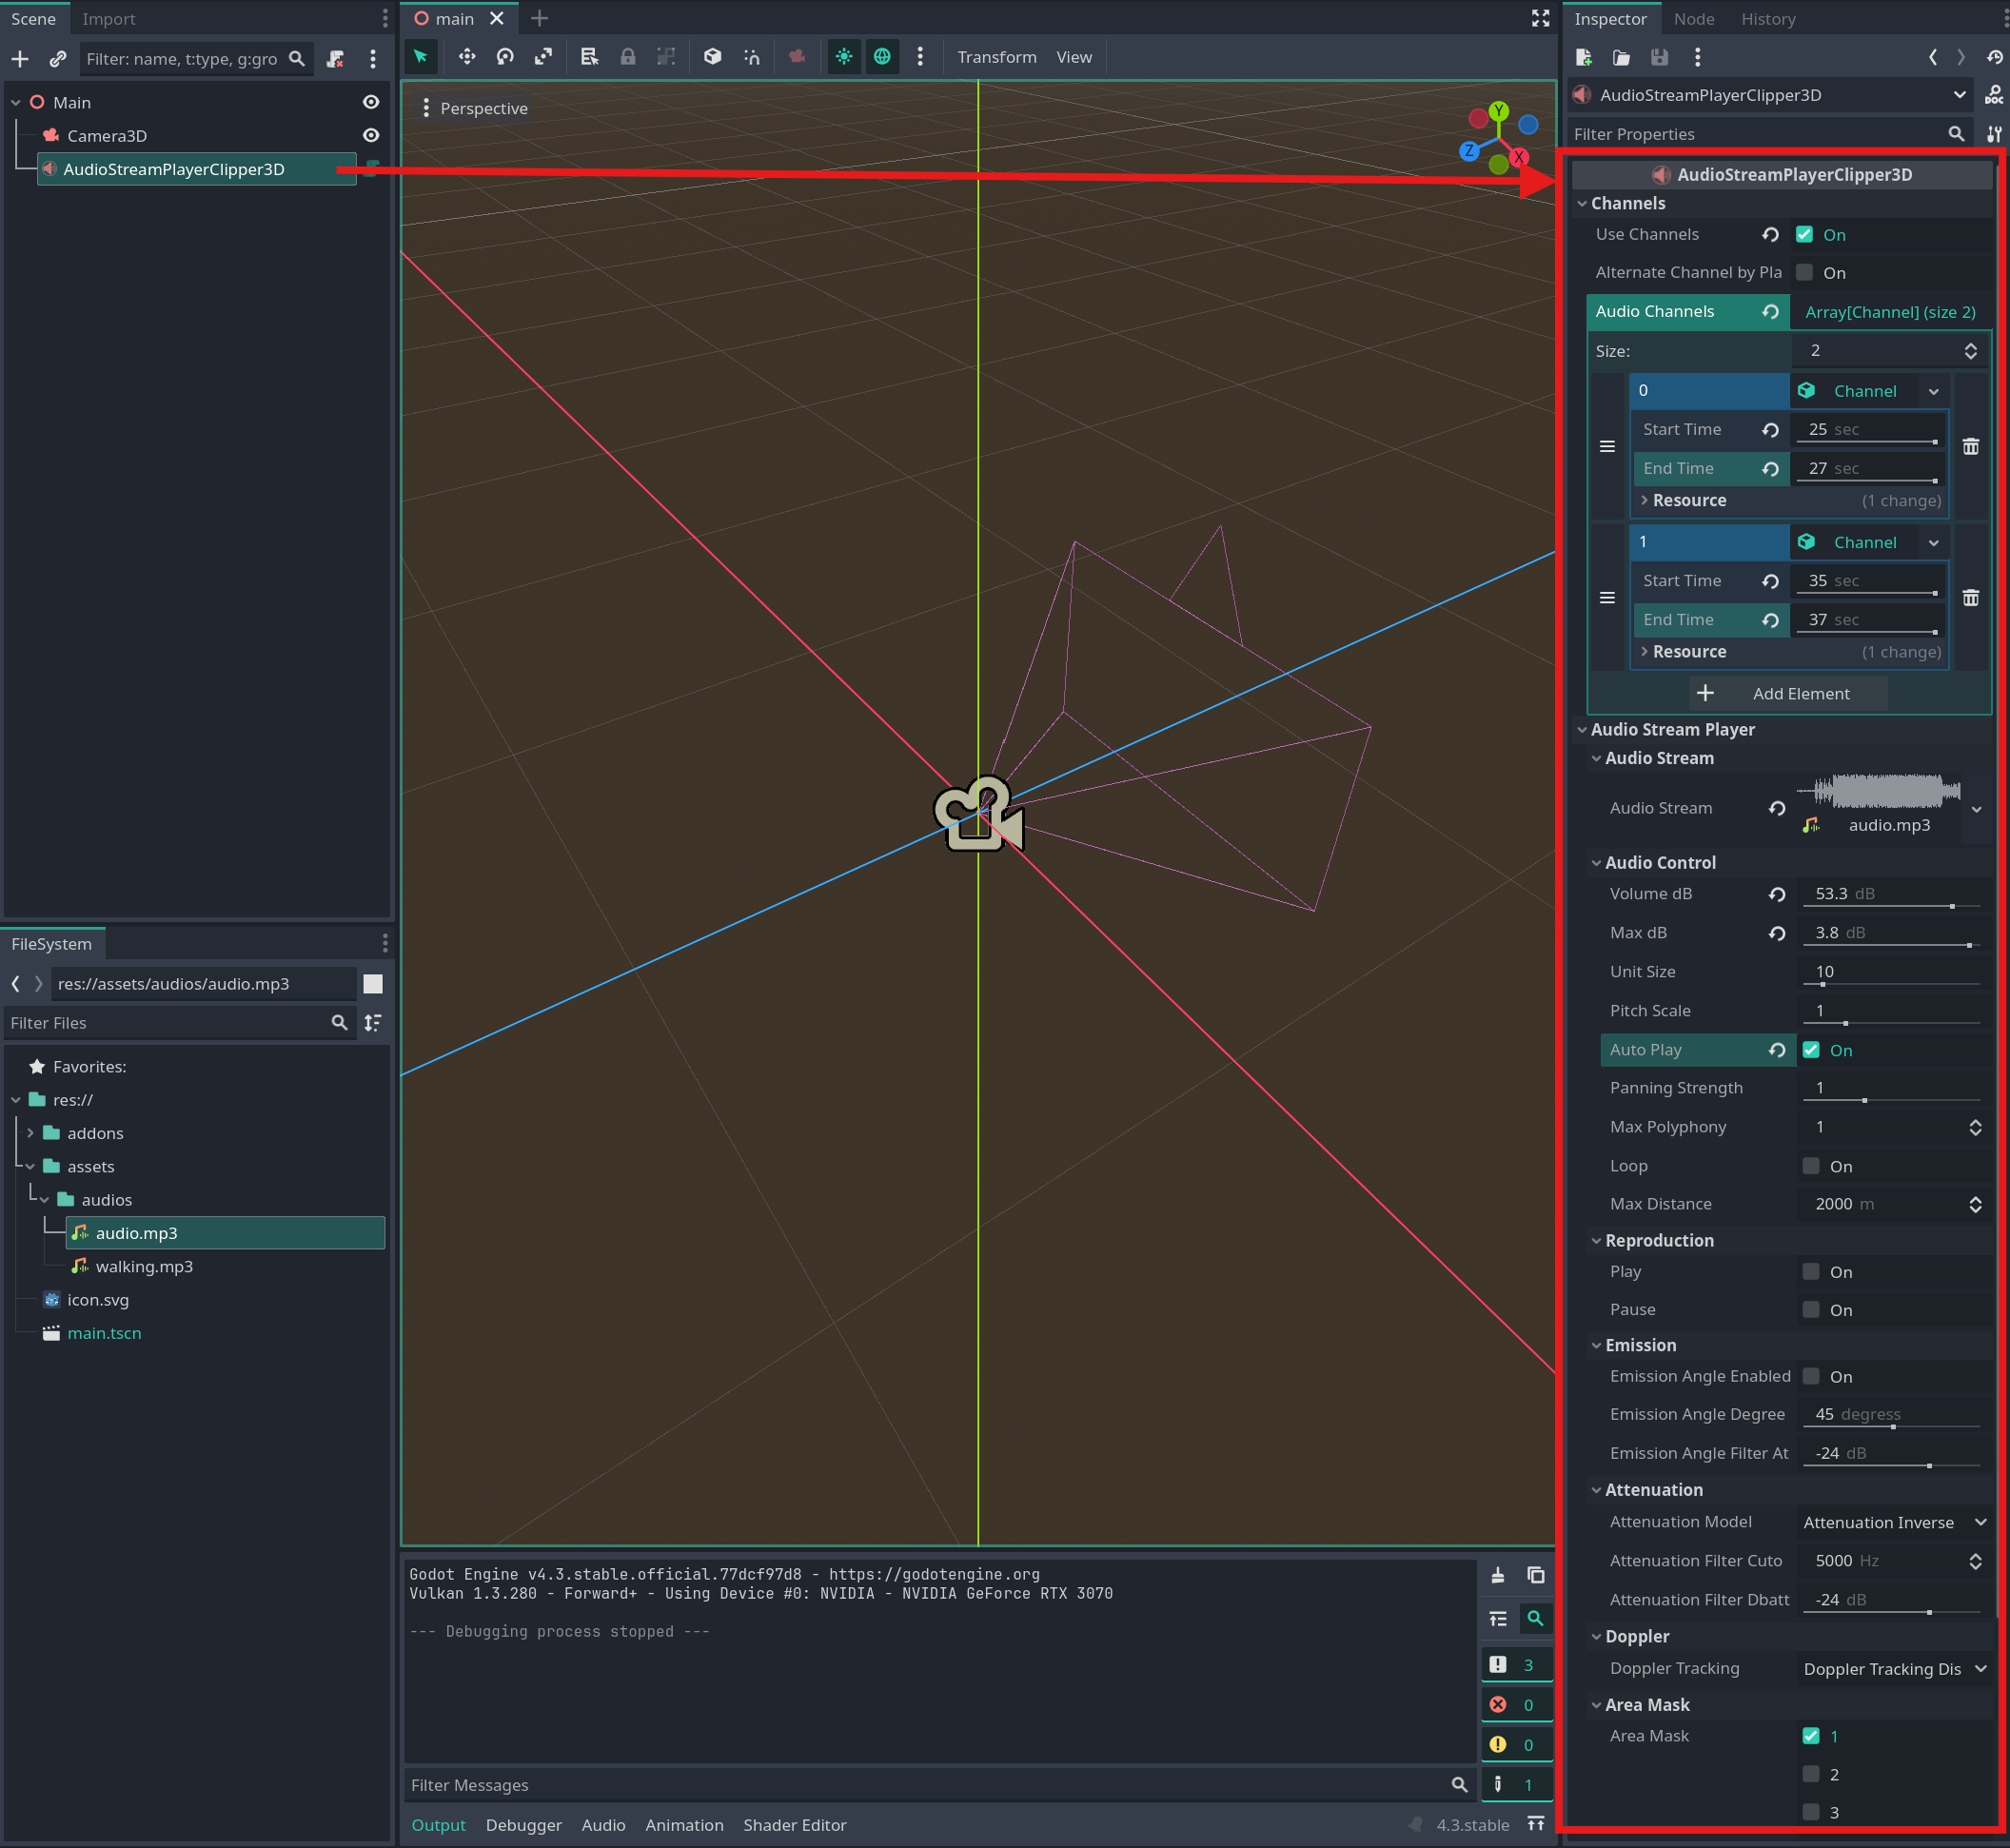 Scene Import
Filter: name, t:type, g:gro
Main
Camera3D
AudioStreamPlayerClipper3D
FileSystem
res://assets/audios/audio.mp3
Filter Files
Favorites:
res://
addons
assets
audios
audio.mp3
walking.mp3
icon.svg
main.tscn
main
Transform View
Perspective
Y
Z
X
Godot Engine v4.3.stable.official.77dcf97d8 - https://godotengine.org
Vulkan 1.3.280 - Forward+ - Using Device #0: NVIDIA - NVIDIA GeForce RTX 3070
--- Debugging process stopped ---
3
0
0
1
Filter Messages
Output Debugger Audio Animation Shader Editor 4.3.stable
Inspector Node History
AudioStreamPlayerClipper3D
DOC
Filter Properties
AudioStreamPlayerClipper3D
Channels
Use Channels On
Alternate Channel by Pla On
Audio Channels Array[Channel] (size 2)
Size: 2
0 Channel
Start Time 25 sec
End Time 27 sec
Resource (1 change)
1 Channel
Start Time 35 sec
End Time 37 sec
Resource (1 change)
Add Element
Audio Stream Player
Audio Stream
Audio Stream audio.mp3
Audio Control
Volume dB 53.3 dB
Max dB 3.8 dB
Unit Size 10
Pitch Scale 1
Auto Play On
Panning Strength 1
Max Polyphony 1
Loop On
Max Distance 2000 m
Reproduction
Play On
Pause On
Emission
Emission Angle Enabled On
Emission Angle Degree 45 degress
Emission Angle Filter At -24 dB
Attenuation
Attenuation Model Attenuation Inverse
Attenuation Filter Cuto 5000 Hz
Attenuation Filter Dbatt -24 dB
Doppler
Doppler Tracking Doppler Tracking Dis
Area Mask
Area Mask 1
2
3